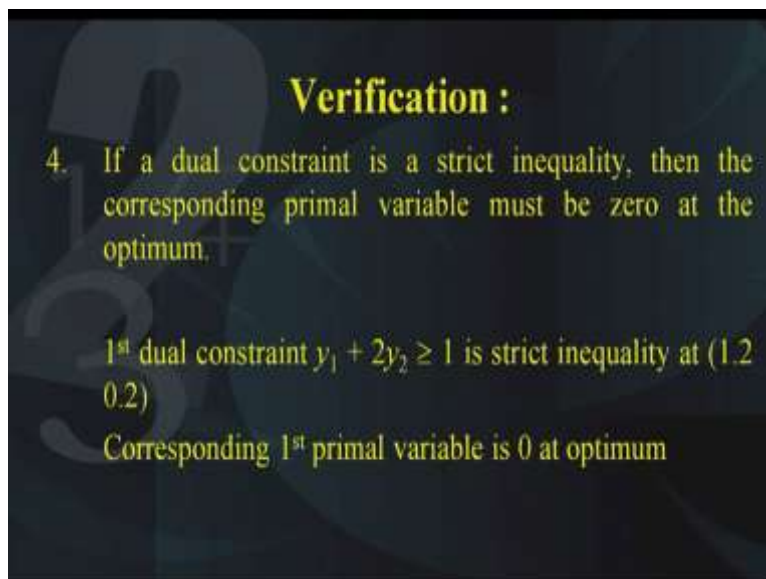 Verification :
4. If a dual constraint is a strict inequality, then the
corresponding primal variable must be zero at the
optimum.
1st dual constraint y₁ + 2y₂ ≥ 1 is strict inequality at (1.2
0.2)
Corresponding 1st primal variable is 0 at optimum